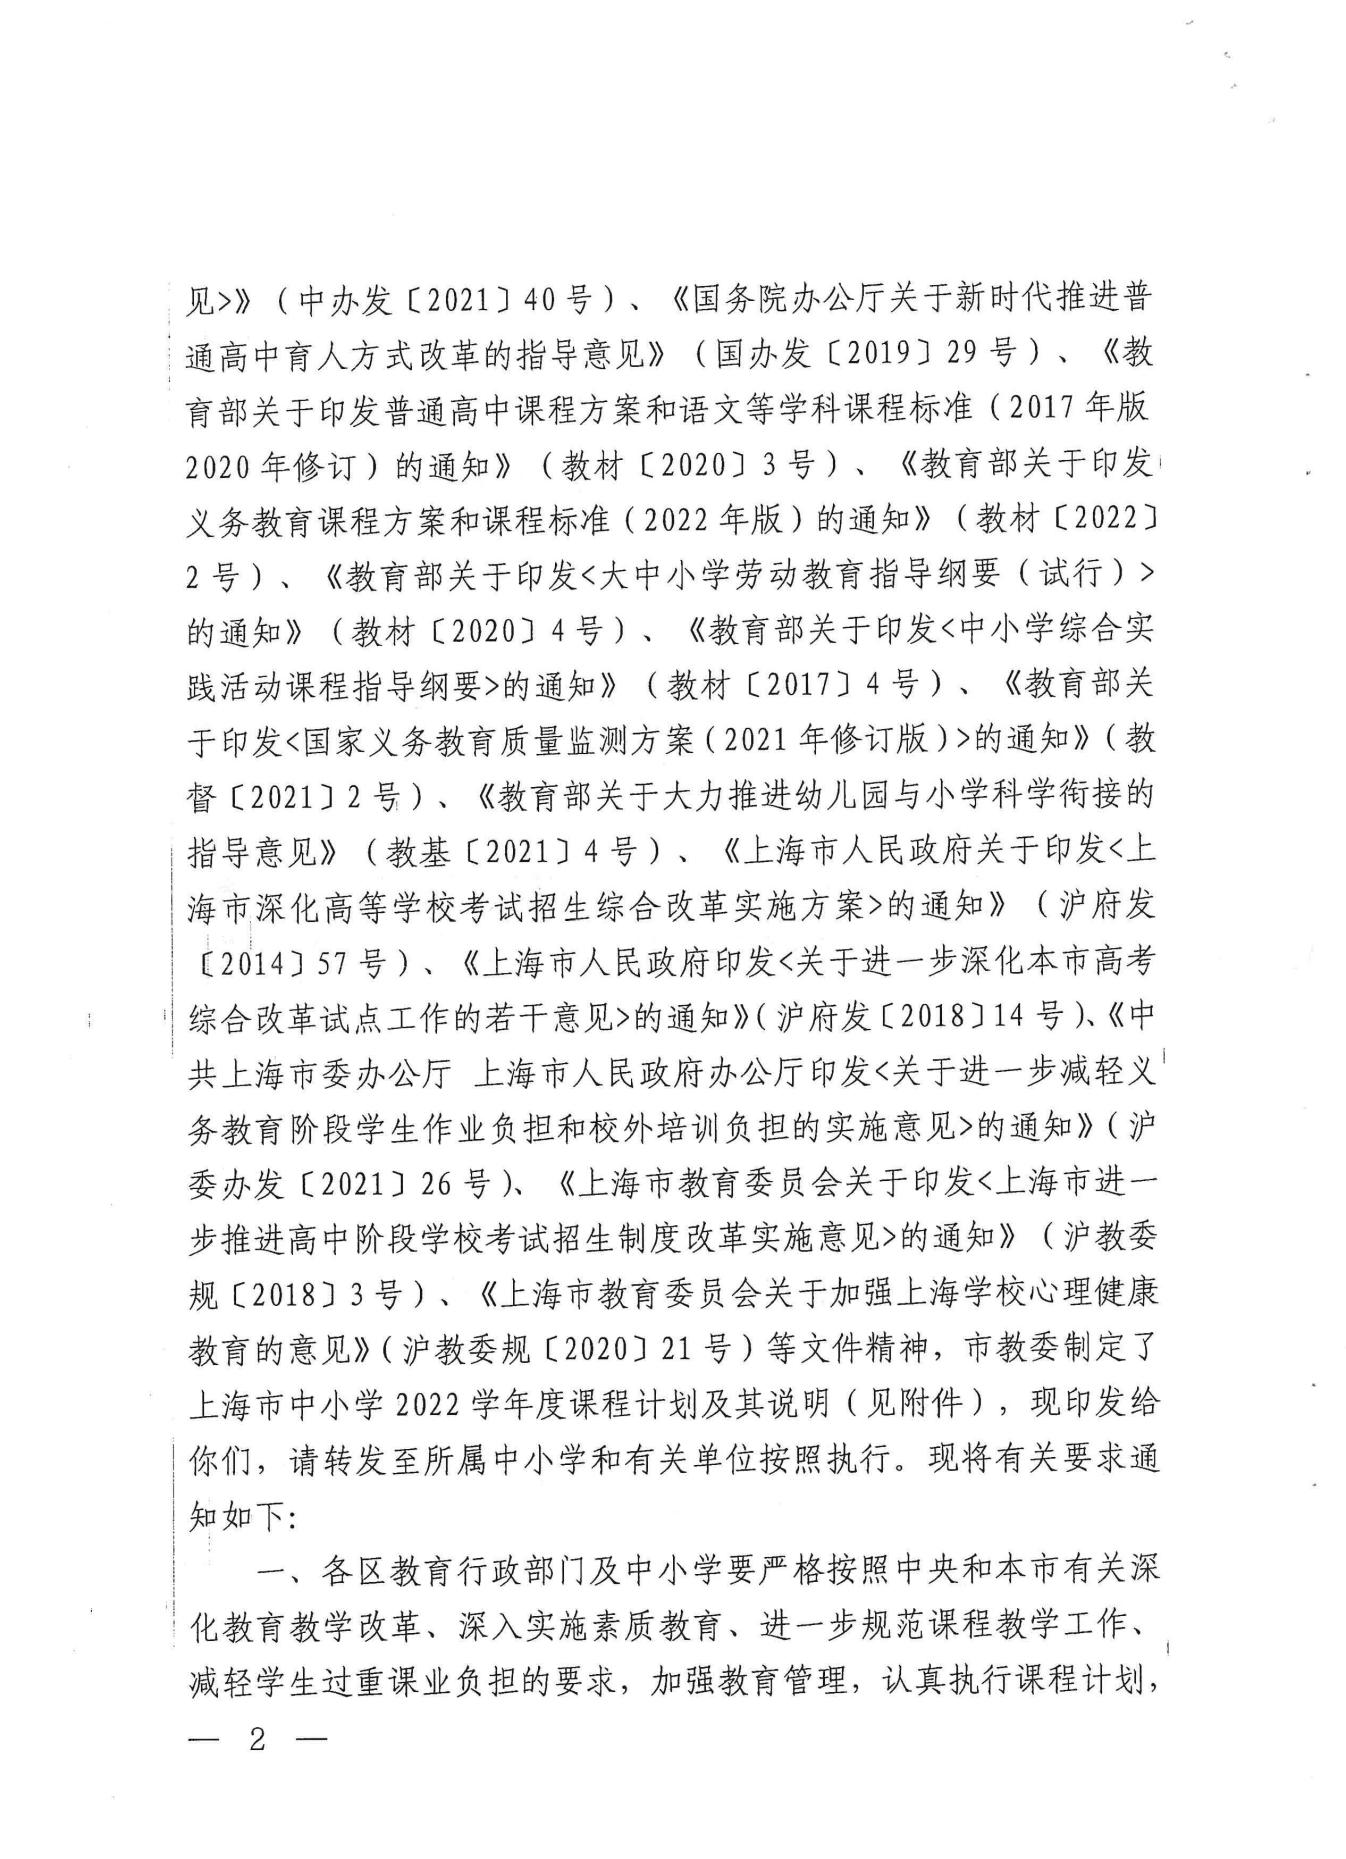 见>》（中办发〔2021〕40号）、《国务院办公厅关于新时代推进普
通高中育人方式改革的指导意见》（国办发〔2019〕29号）、《教
育部关于印发普通高中课程方案和语文等学科课程标准（2017年版
2020年修订）的通知》（教材〔2020〕3号）、《教育部关于印发
义务教育课程方案和课程标准（2022年版）的通知》（教材〔2022〕
2号）、《教育部关于印发<大中小学劳动教育指导纲要（试行）>
的通知》（教材〔2020〕4号）、《教育部关于印发<中小学综合实
践活动课程指导纲要>的通知》（教材〔2017〕4号）、《教育部关
于印发<国家义务教育质量监测方案（2021年修订版）>的通知》（教
督〔2021〕2号）、《教育部关于大力推进幼儿园与小学科学衔接的
指导意见》（教基〔2021〕4号）、《上海市人民政府关于印发<上
海市深化高等学校考试招生综合改革实施方案>的通知》（沪府发
〔2014〕57号）、《上海市人民政府印发<关于进一步深化本市高考
综合改革试点工作的若干意见>的通知》（沪府发〔2018〕14号）、《中
共上海市委办公厅 上海市人民政府办公厅印发<关于进一步减轻义
务教育阶段学生作业负担和校外培训负担的实施意见>的通知》（沪
委办发〔2021〕26号）、《上海市教育委员会关于印发<上海市进一
步推进高中阶段学校考试招生制度改革实施意见>的通知》（沪教委
规〔2018〕3号）、《上海市教育委员会关于加强上海学校心理健康
教育的意见》（沪教委规〔2020〕21号）等文件精神，市教委制定了
上海市中小学2022学年度课程计划及其说明（见附件），现印发给
你们，请转发至所属中小学和有关单位按照执行。现将有关要求通
知如下：
一、各区教育行政部门及中小学要严格按照中央和本市有关深
化教育教学改革、深入实施素质教育、进一步规范课程教学工作、
减轻学生过重课业负担的要求，加强教育管理，认真执行课程计划，
— 2 —